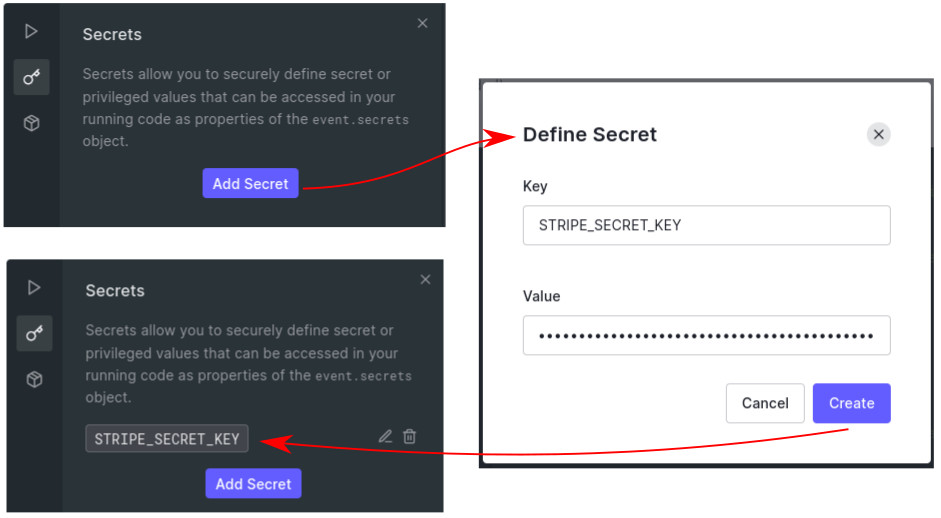 Secrets
Secrets allow you to securely define secret or
privileged values that can be accessed in your
running code as properties of the event.secrets
object.
Add Secret
Define Secret
Key
STRIPE_SECRET_KEY
Value
••••••••••••••••••••••••••••••••••••••••••
Cancel
Create
Secrets
Secrets allow you to securely define secret or
privileged values that can be accessed in your
running code as properties of the event.secrets
object.
STRIPE_SECRET_KEY
Add Secret